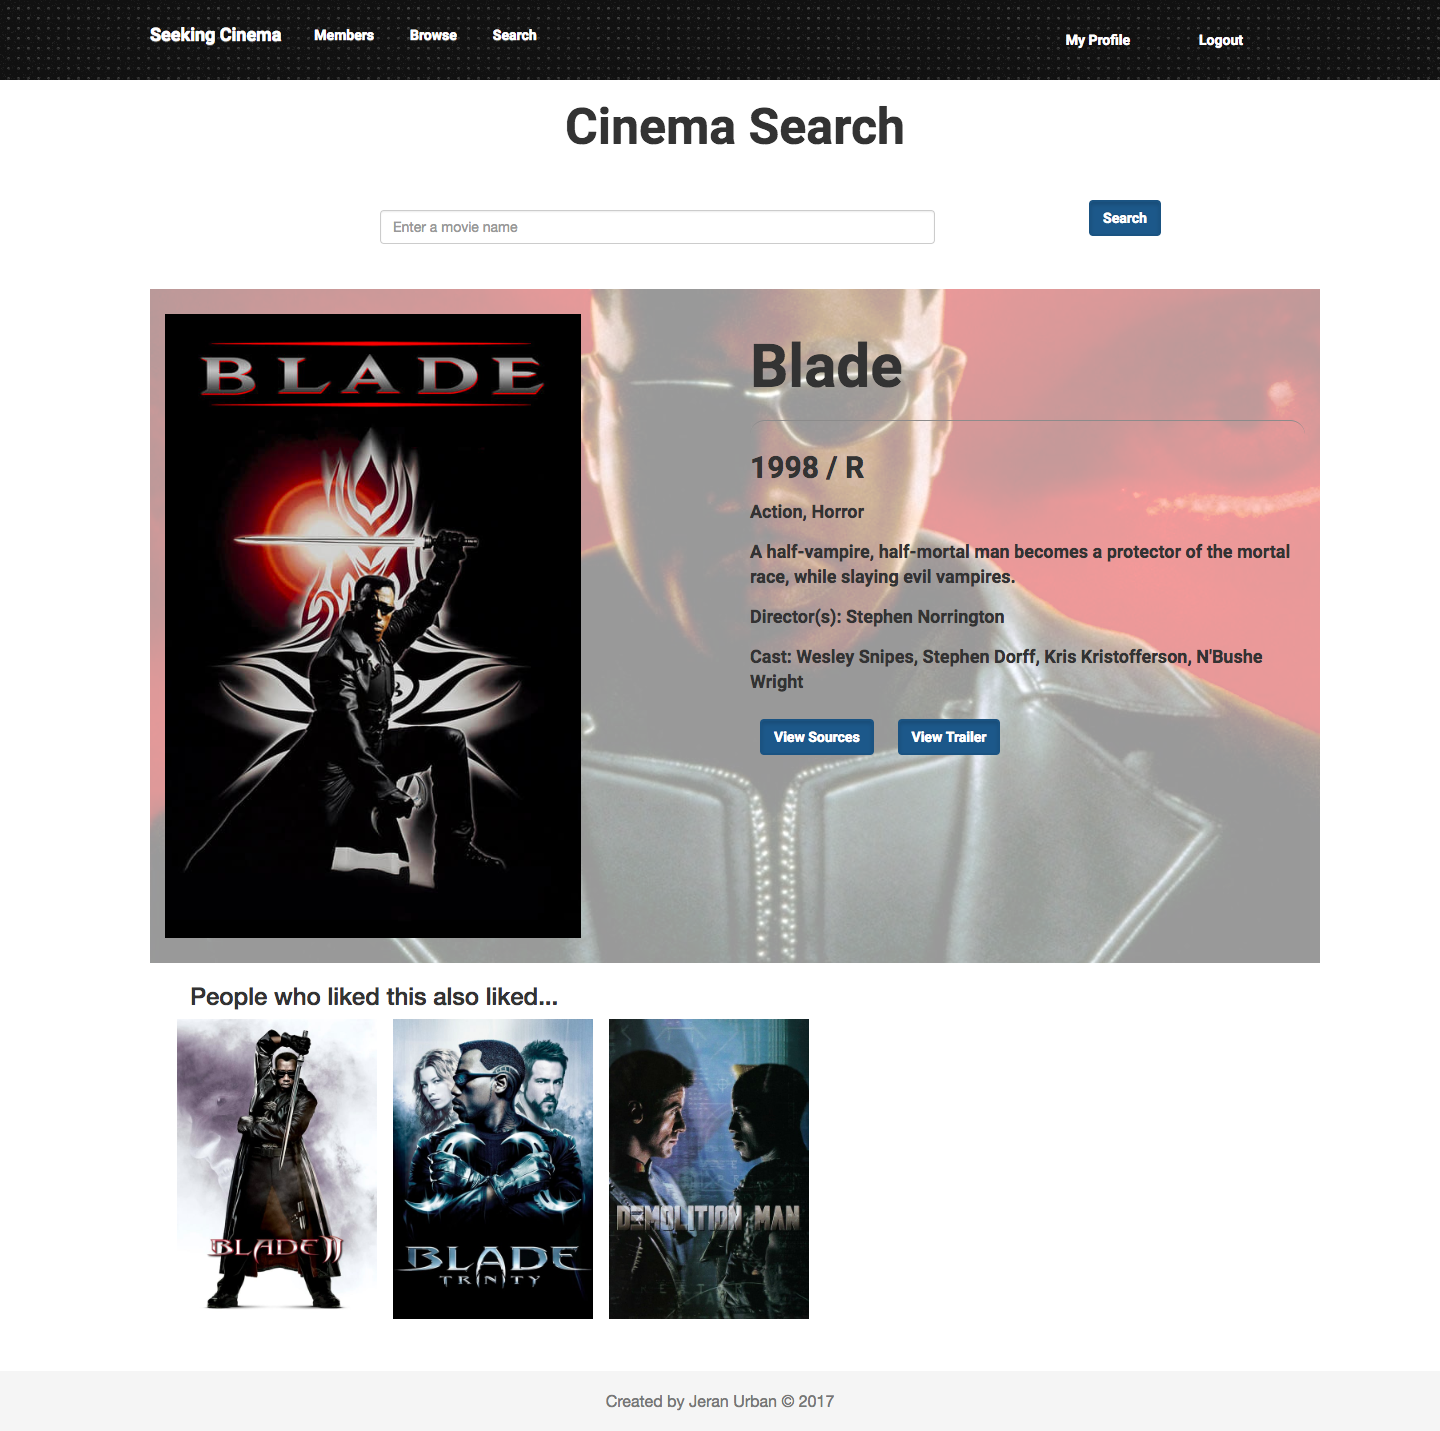 Seeking Cinema Members Browse Search My Profile Logout
Cinema Search
Enter a movie name Search
BLADE
Blade
1998 / R
Action, Horror
A half-vampire, half-mortal man becomes a protector of the mortal
race, while slaying evil vampires.
Director(s): Stephen Norrington
Cast: Wesley Snipes, Stephen Dorff, Kris Kristofferson, N'Bushe
Wright
View Sources View Trailer
People who liked this also liked...
BLADE II
BLADE
TRINITY
DEMOLITION MAN
Created by Jeran Urban © 2017